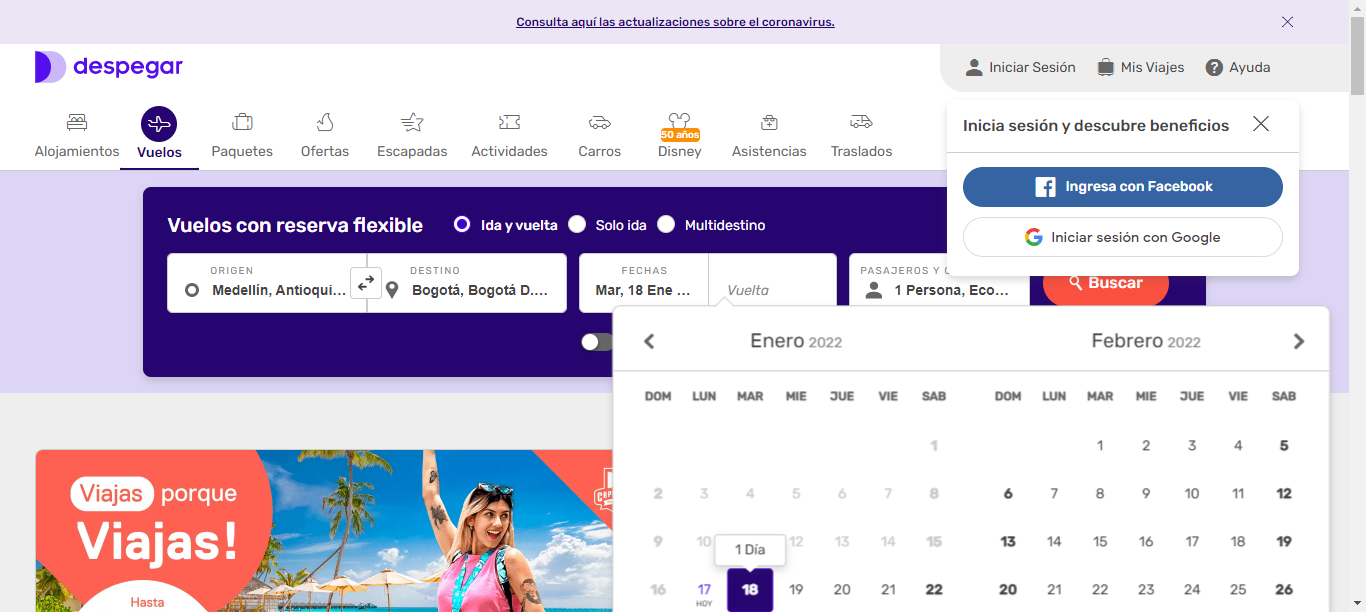 Consulta aquí las actualizaciones sobre el coronavirus.
despegar
Iniciar Sesión Mis Viajes Ayuda
Alojamientos Vuelos Paquetes Ofertas Escapadas Actividades Carros 50 años Disney Asistencias Traslados
Inicia sesión y descubre beneficios
Ingresa con Facebook
Iniciar sesión con Google
Vuelos con reserva flexible Ida y vuelta Solo ida Multidestino
ORIGEN DESTINO FECHAS PASAJEROS Y C
Medellín, Antioqui... Bogotá, Bogotá D.... Mar, 18 Ene ... Vuelta 1 Persona, Eco... Buscar
Enero 2022 Febrero 2022
DOM LUN MAR MIE JUE VIE SAB DOM LUN MAR MIE JUE VIE SAB
1 1 2 3 4 5
2 3 4 5 6 7 8 6 7 8 9 10 11 12
9 10 12 13 14 15 13 14 15 16 17 18 19
1 Día
16 17 18 19 20 21 22 20 21 22 23 24 25 26
HOY
Viajas porque
Viajas!
Hasta